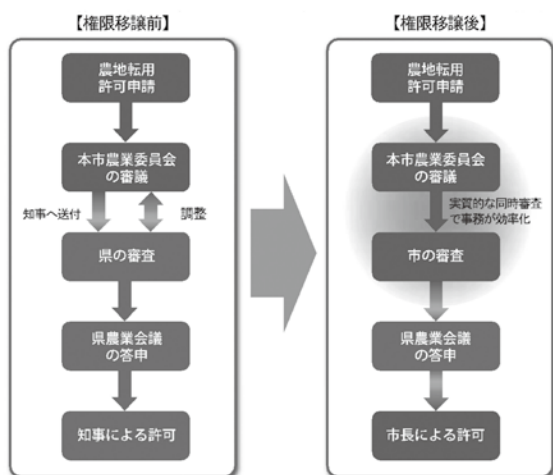 【権限移譲前】
農地転用
許可申請
本市農業委員会
の審議
知事へ送付
調整
県の審査
県農業会議
の答申
知事による許可
【権限移譲後】
農地転用
許可申請
本市農業委員会
の審議
実質的な同時審査
で事務が効率化
市の審査
県農業会議
の答申
市長による許可